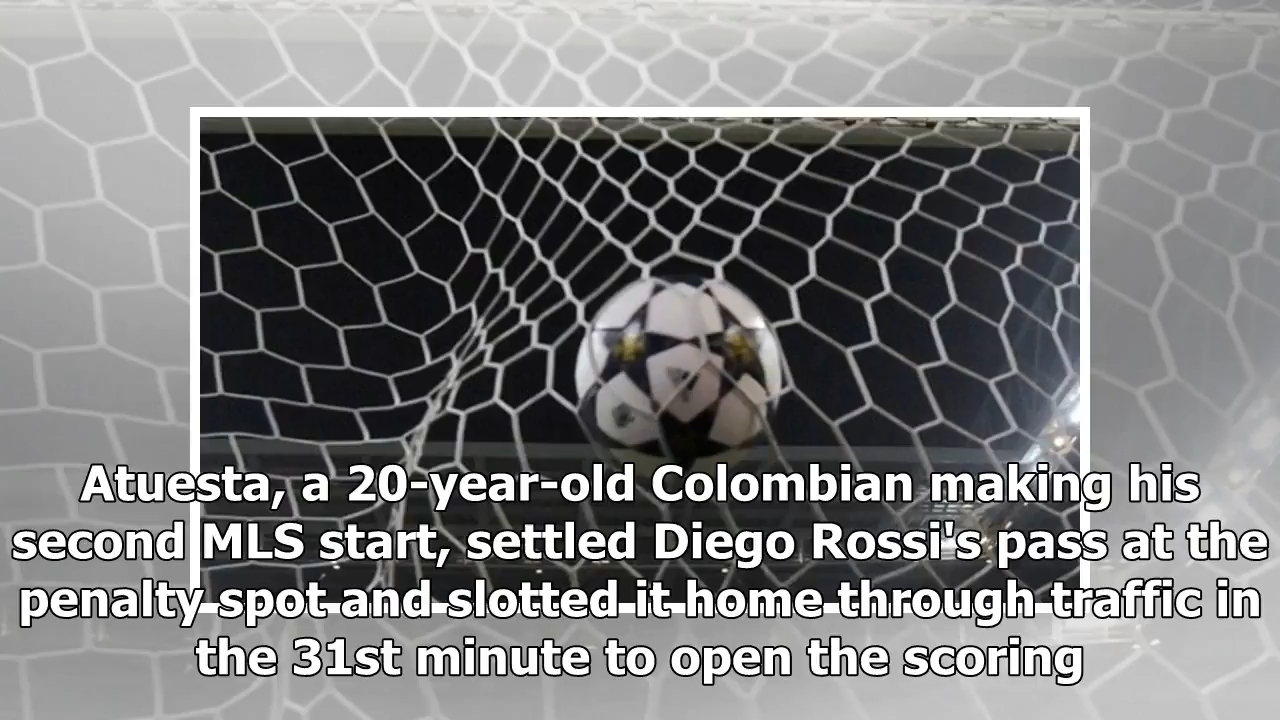 Atuesta, a 20-year-old Colombian making his
second MLS start, settled Diego Rossi's pass at the
penalty spot and slotted it home through traffic in
the 31st minute to open the scoring